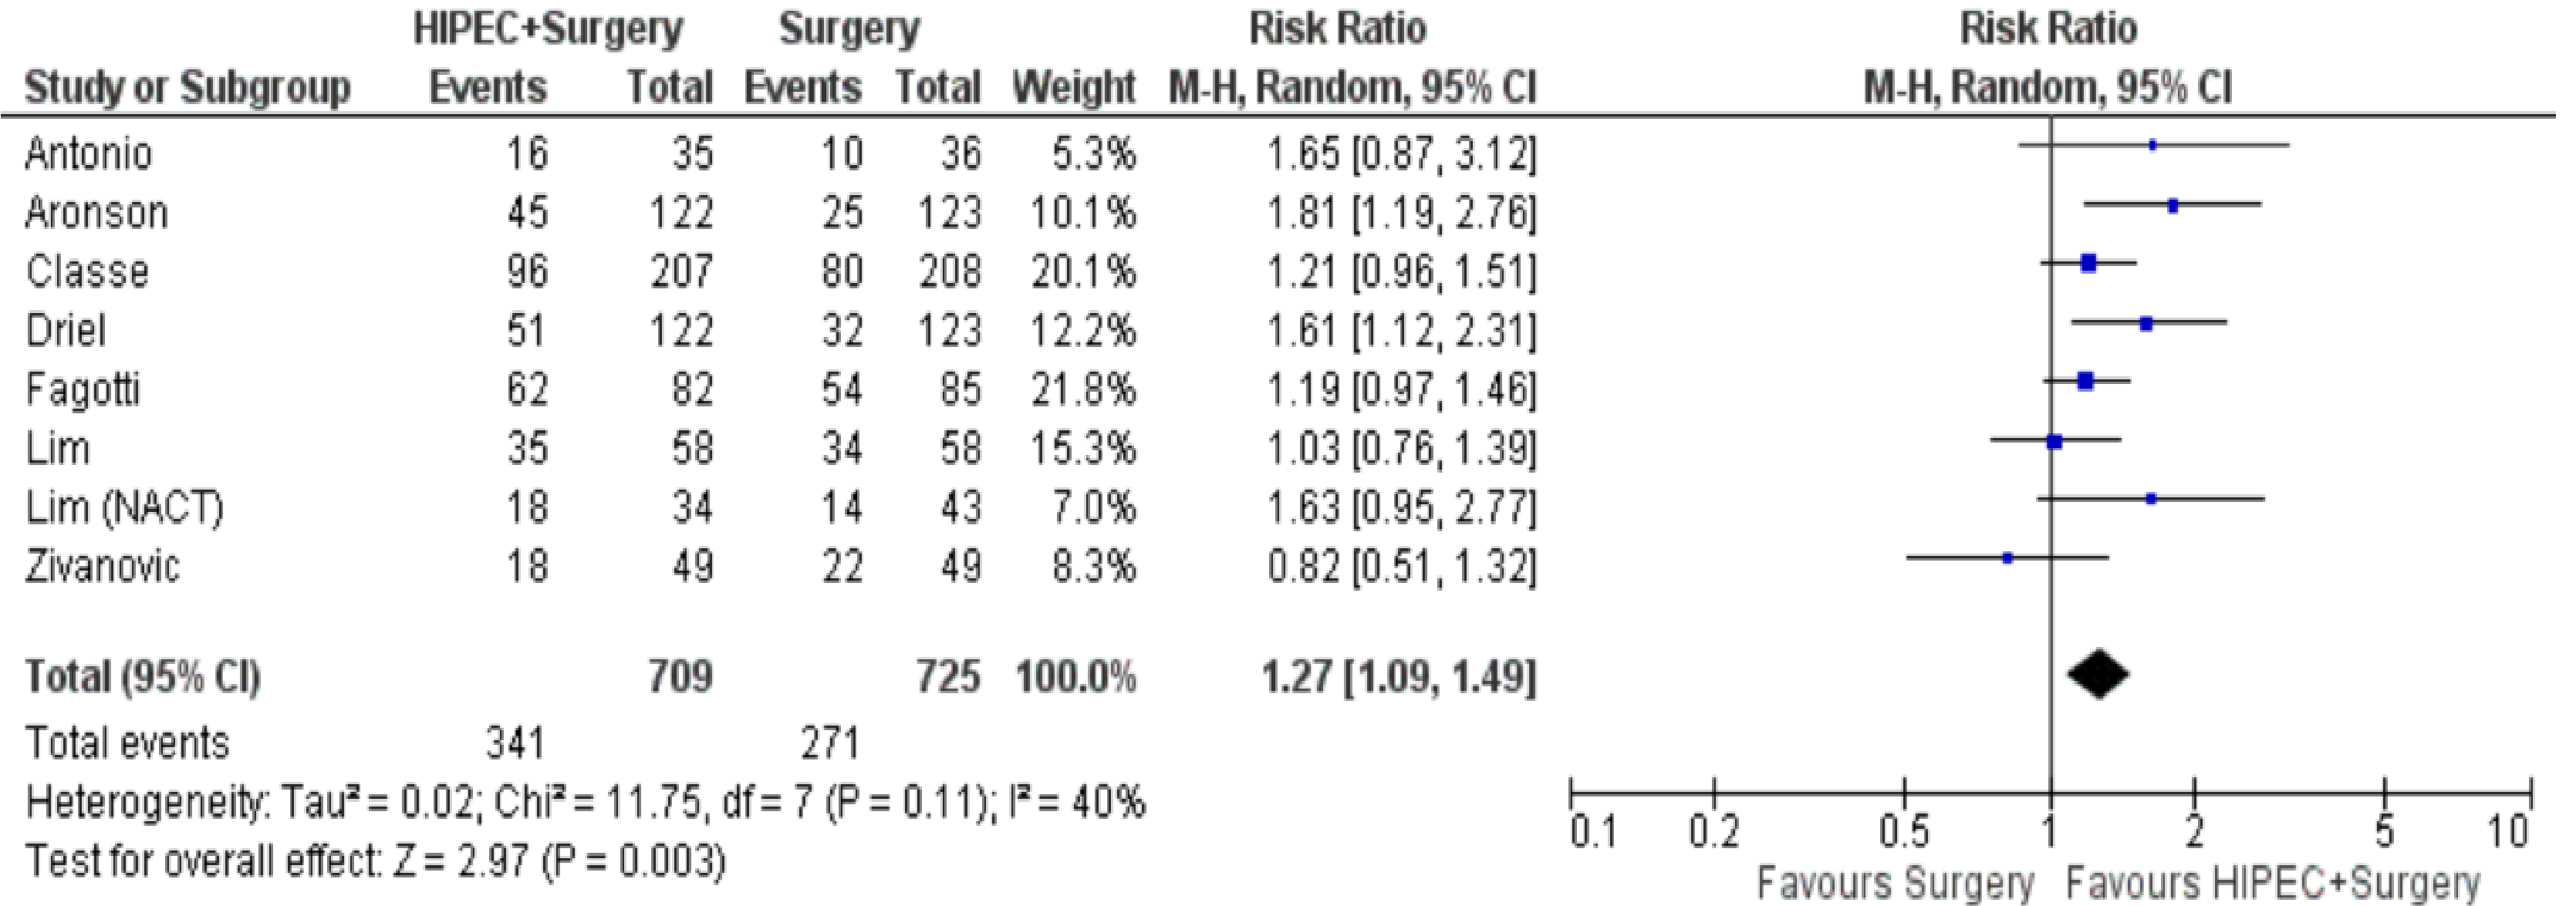 HIPEC+Surgery Surgery Risk Ratio Risk Ratio
Study or Subgroup Events Total Events Total Weight M-H, Random, 95% CI M-H, Random, 95% CI
Antonio 16 35 10 36 5.3% 1.65 [0.87, 3.12]
Aronson 45 122 25 123 10.1% 1.81 [1.19, 2.76]
Classe 96 207 80 208 20.1% 1.21 [0.96, 1.51]
Driel 51 122 32 123 12.2% 1.61 [1.12, 2.31]
Fagotti 62 82 54 85 21.8% 1.19 [0.97, 1.46]
Lim 35 58 34 58 15.3% 1.03 [0.76, 1.39]
Lim (NACT) 18 34 14 43 7.0% 1.63 [0.95, 2.77]
Zivanovic 18 49 22 49 8.3% 0.82 [0.51, 1.32]
Total (95% CI) 709 725 100.0% 1.27 [1.09, 1.49]
Total events 341 271
Heterogeneity: Tau² = 0.02; Chi² = 11.75, df = 7 (P = 0.11); I² = 40%
Test for overall effect: Z = 2.97 (P = 0.003)
0.1 0.2 0.5 1 2 5 10
Favours Surgery Favours HIPEC+Surgery